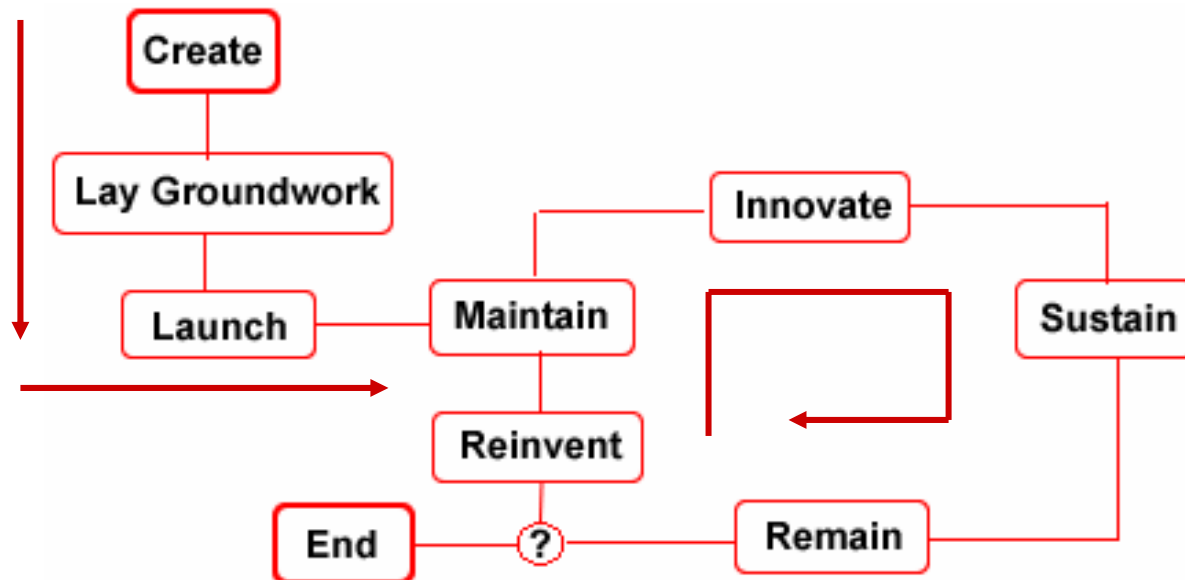 Create
Lay Groundwork
Launch
Maintain
Innovate
Sustain
Remain
?
Reinvent
End